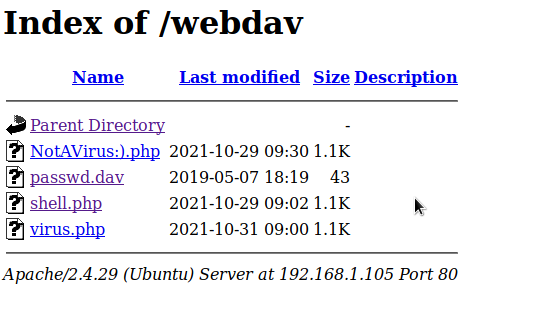 Index of /webdav
Name Last modified Size Description
Parent Directory -
NotAVirus:).php 2021-10-29 09:30 1.1K
passwd.dav 2019-05-07 18:19 43
shell.php 2021-10-29 09:02 1.1K
virus.php 2021-10-31 09:00 1.1K
Apache/2.4.29 (Ubuntu) Server at 192.168.1.105 Port 80